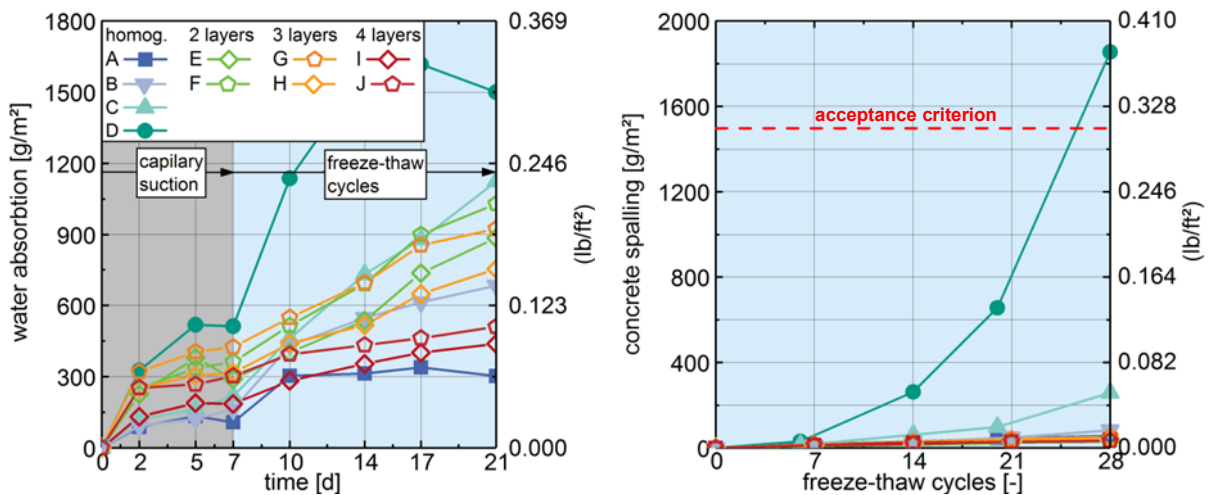 1800
1500
1200
900
600
300
0
water absorbtion [g/m²]
homog. 2 layers 3 layers 4 layers
A E G I
B F H J
C
D
capilary
suction
freeze-thaw
cycles
0.369
0.246
0.123
0.000
(lb/ft²)
0 2 5 7 10 14 17 21
time [d]
2000
1600
1200
800
400
0
concrete spalling [g/m²]
acceptance criterion
0.410
0.328
0.246
0.164
0.082
0.000
(lb/ft²)
0 7 14 21 28
freeze-thaw cycles [-]